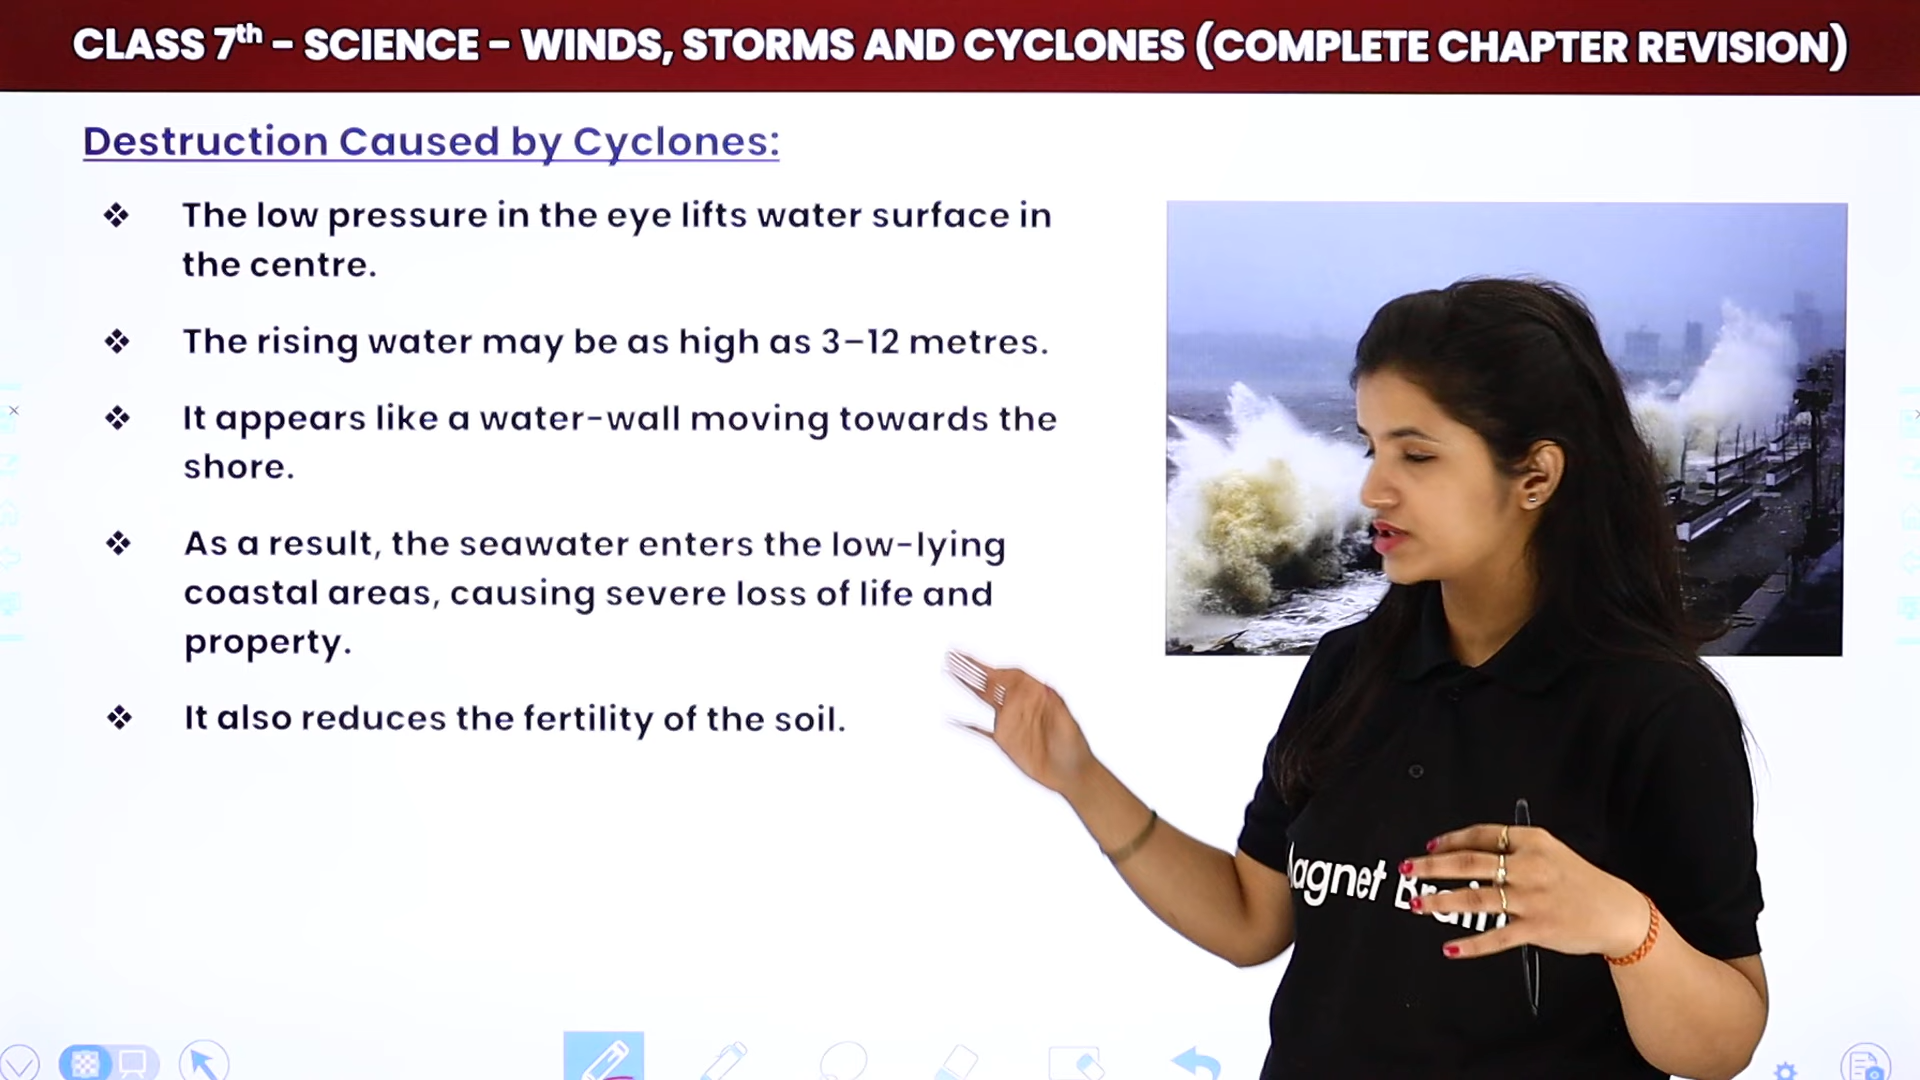 CLASS 7th - SCIENCE - WINDS, STORMS AND CYCLONES (COMPLETE CHAPTER REVISION)
Destruction Caused by Cyclones:
❖ The low pressure in the eye lifts water surface in
the centre.
❖ The rising water may be as high as 3–12 metres.
❖ It appears like a water-wall moving towards the
shore.
❖ As a result, the seawater enters the low-lying
coastal areas, causing severe loss of life and
property.
❖ It also reduces the fertility of the soil.